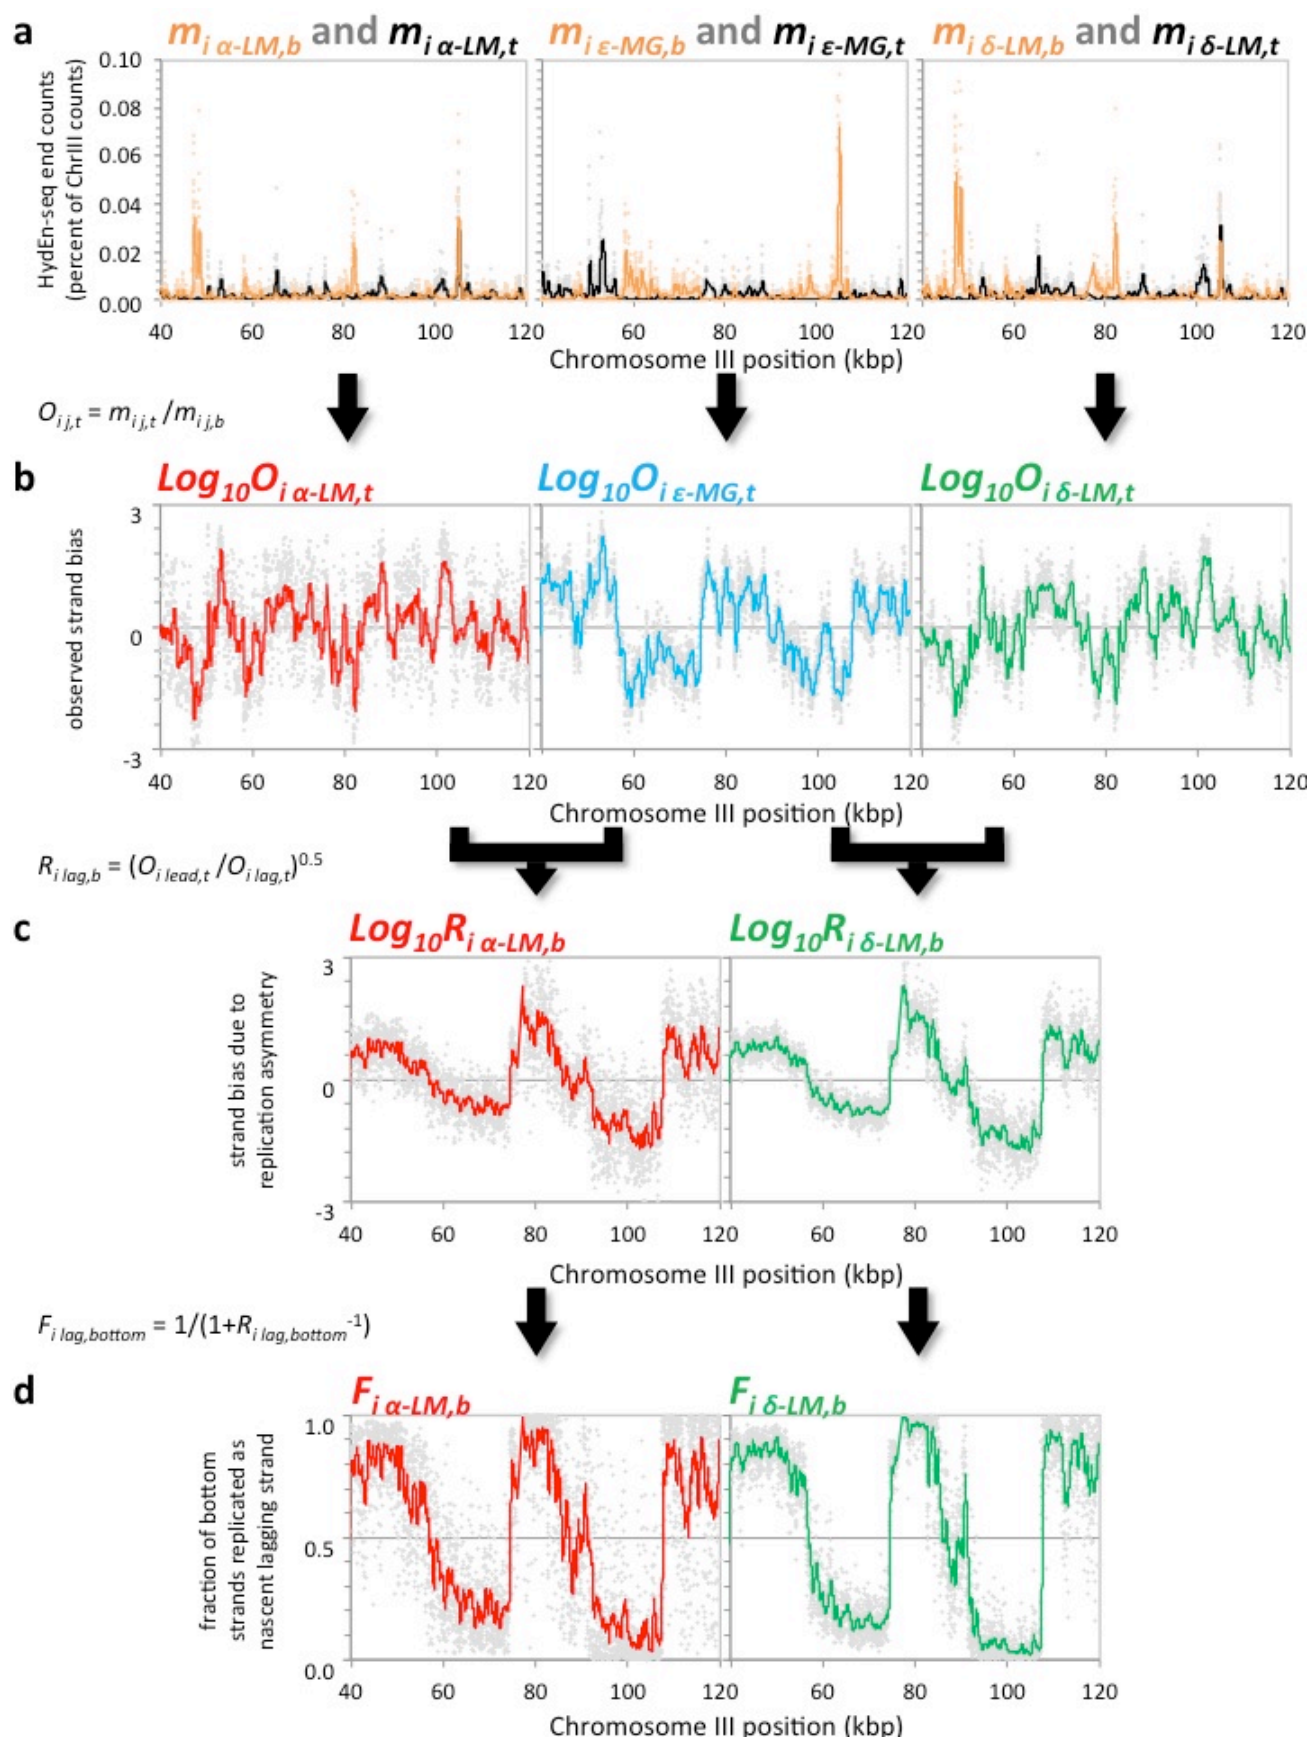 a
m i α-LM,b and m i α-LM,t m i ε-MG,b and m i ε-MG,t m i δ-LM,b and m i δ-LM,t
HydEn-seq end counts
(percent of ChrIII counts)
0.10
0.08
0.06
0.04
0.02
0.00
40 60 80 100 120 60 80 100 120 60 80 100 120
Chromosome III position (kbp)
O i j,t = m i j,t / m i j,b
b
Log10O i α-LM,t Log10O i ε-MG,t Log10O i δ-LM,t
observed strand bias
3
0
-3
40 60 80 100 120 60 80 100 120 60 80 100 120
Chromosome III position (kbp)
R i lag,b = (O i lead,t / O i lag,t)0.5
c
Log10R i α-LM,b Log10R i δ-LM,b
strand bias due to
replication asymmetry
3
0
-3
40 60 80 100 120 60 80 100 120
Chromosome III position (kbp)
F i lag,bottom = 1/(1+R i lag,bottom-1)
d
F i α-LM,b F i δ-LM,b
fraction of bottom
strands replicated as
nascent lagging strand
1.0
0.5
0.0
40 60 80 100 120 60 80 100 120
Chromosome III position (kbp)